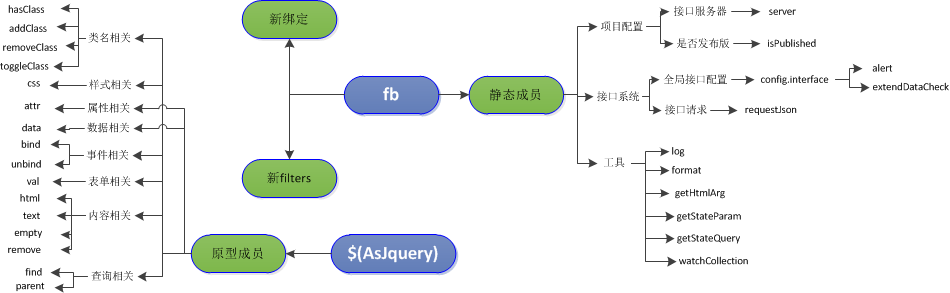 hasClass
addClass
removeClass
toggleClass
类名相关
css
样式相关
attr
属性相关
data
数据相关
bind
unbind
事件相关
val
表单相关
html
text
empty
remove
内容相关
find
parent
查询相关
原型成员
$(AsJquery)
新绑定
fb
新filters
静态成员
项目配置
接口服务器
server
是否发布版
isPublished
接口系统
全局接口配置
config.interface
alert
extendDataCheck
接口请求
requestJson
工具
log
format
getHtmlArg
getStateParam
getStateQuery
watchCollection